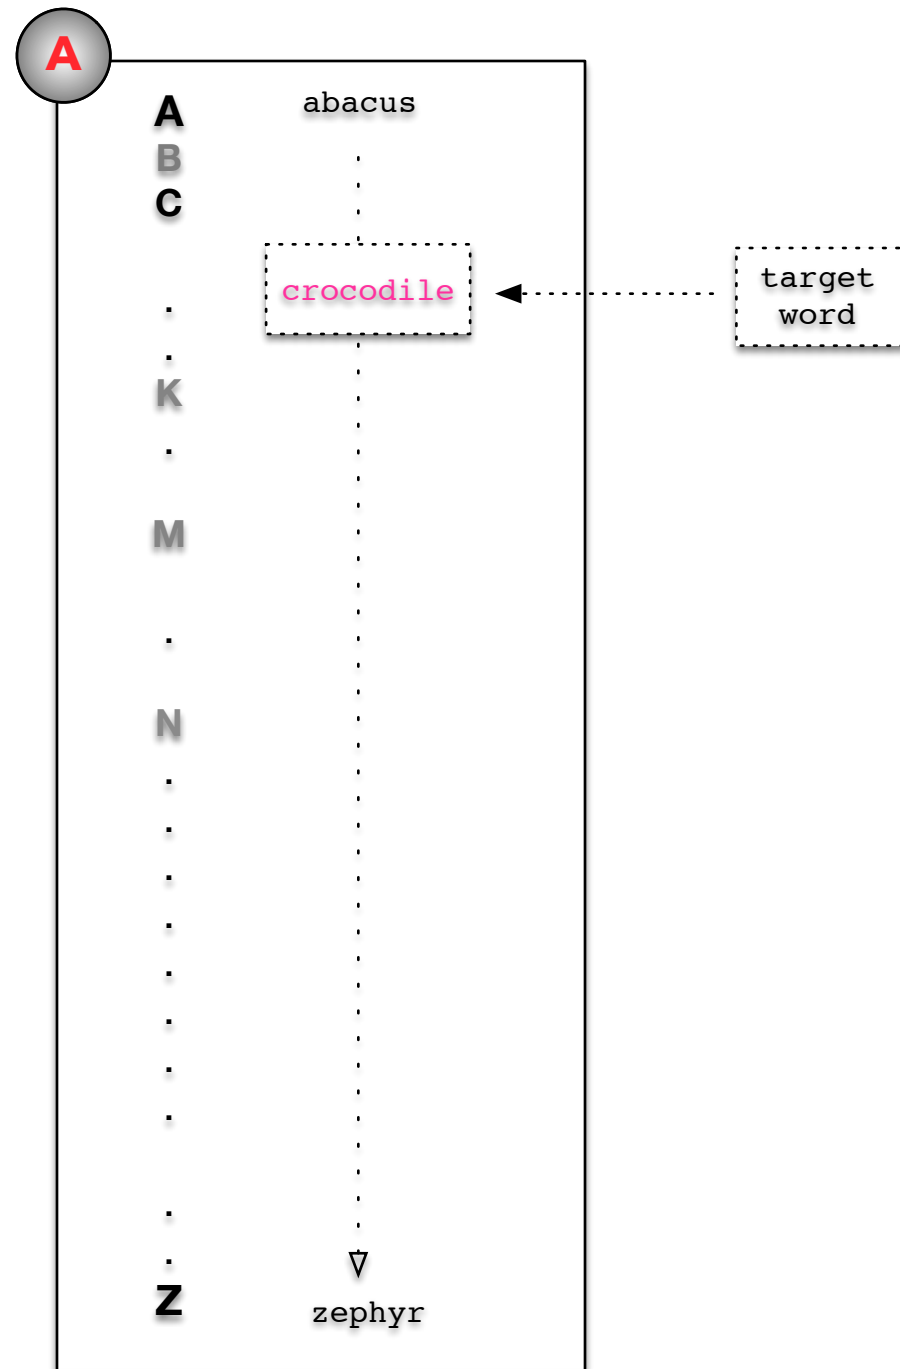 A
A abacus
B
C
.
crocodile
target
word
.
K
.
M
.
N
.
.
.
.
.
.
.
.
.
.
Z zephyr